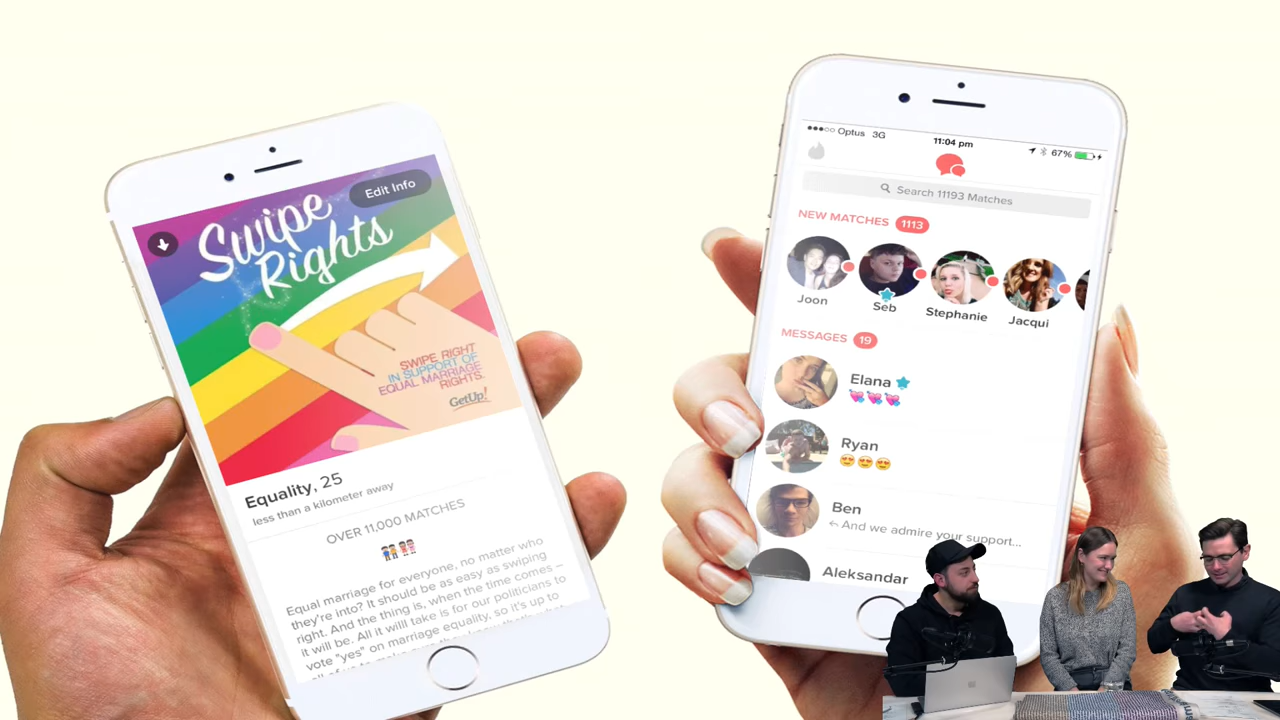 Swipe
Rights
Edit Info
SWIPE RIGHT
IN SUPPORT OF
EQUAL MARRIAGE
RIGHTS.
GetUp!
Equality, 25
less than a kilometer away
OVER 11,000 MATCHES
Equal marriage for everyone, no matter who
they're into? It should be as easy as swiping
right. And the thing is, when the time comes –
it will be. All it will take is for our politicians to
vote "yes" on marriage equality, so it's up to
Optus 3G
11:04 pm
67%
Search 11193 Matches
NEW MATCHES 1113
Joon
Seb
Stephanie
Jacqui
MESSAGES 19
Elana
💘💘💘
Ryan
😍😍😍
Ben
And we admire your support...
Aleksandar